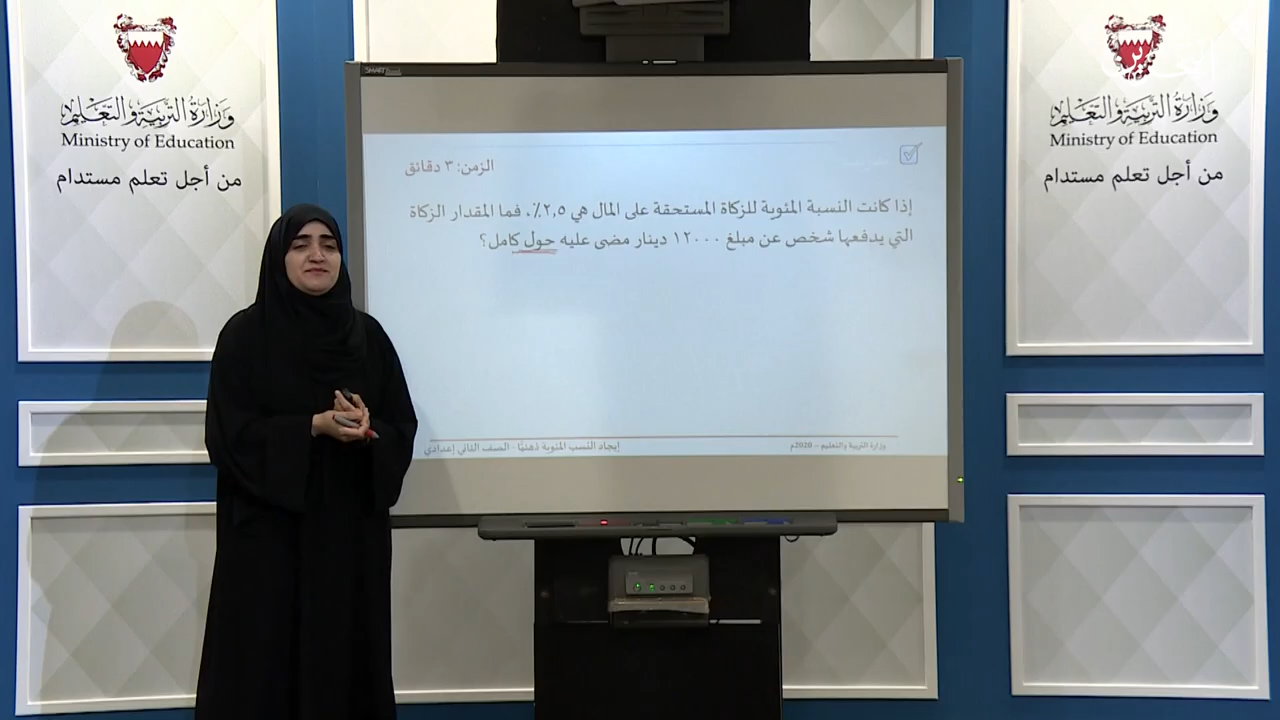 وزارة التربية والتعليم
Ministry of Education
من أجل تعلم مستدام
SMART
الزمن: ٣ دقائق
إذا كانت النسبة المئوية للزكاة المستحقة على المال هي ٢,٥٪، فما المقدار الزكاة
التي يدفعها شخص عن مبلغ ١٢٠٠٠ دينار مضى عليه حول كامل؟
وزارة التربية والتعليم – 2020م
إيجاد النسب المئوية ذهنيًا - الصف الثاني إعدادي
وزارة التربية والتعليم
Ministry of Education
من أجل تعلم مستدام